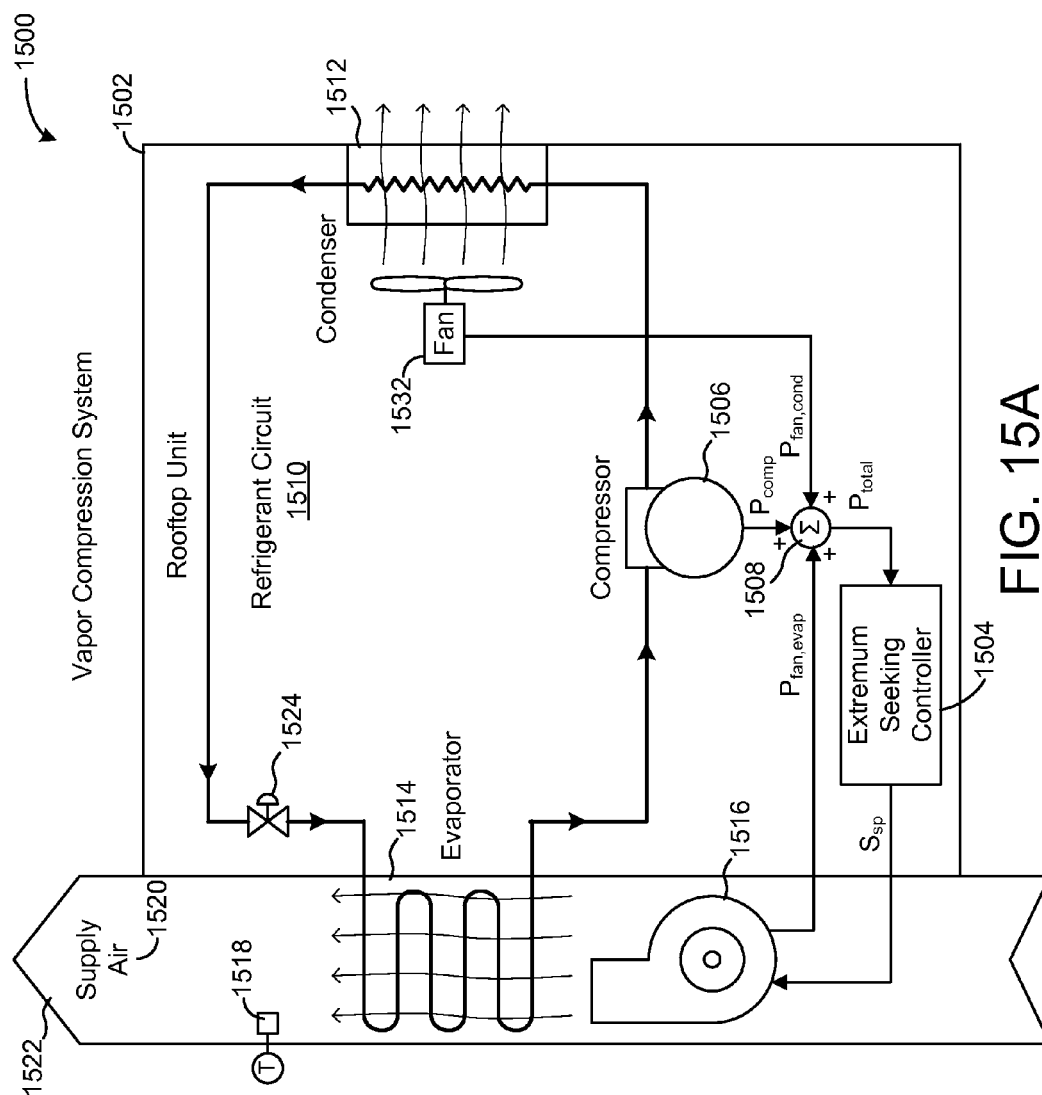 1500
Vapor Compression System
1502
Rooftop Unit
1512
Condenser
Refrigerant Circuit
1510
Fan
1532
1524
1514
Evaporator
Compressor
1506
P_comp
P_fan,cond
+
+
+
Σ
1508
P_total
P_fan,evap
Extremum
Seeking
Controller
1504
S_sp
1516
Supply
Air
1520
1518
T
1522
FIG. 15A